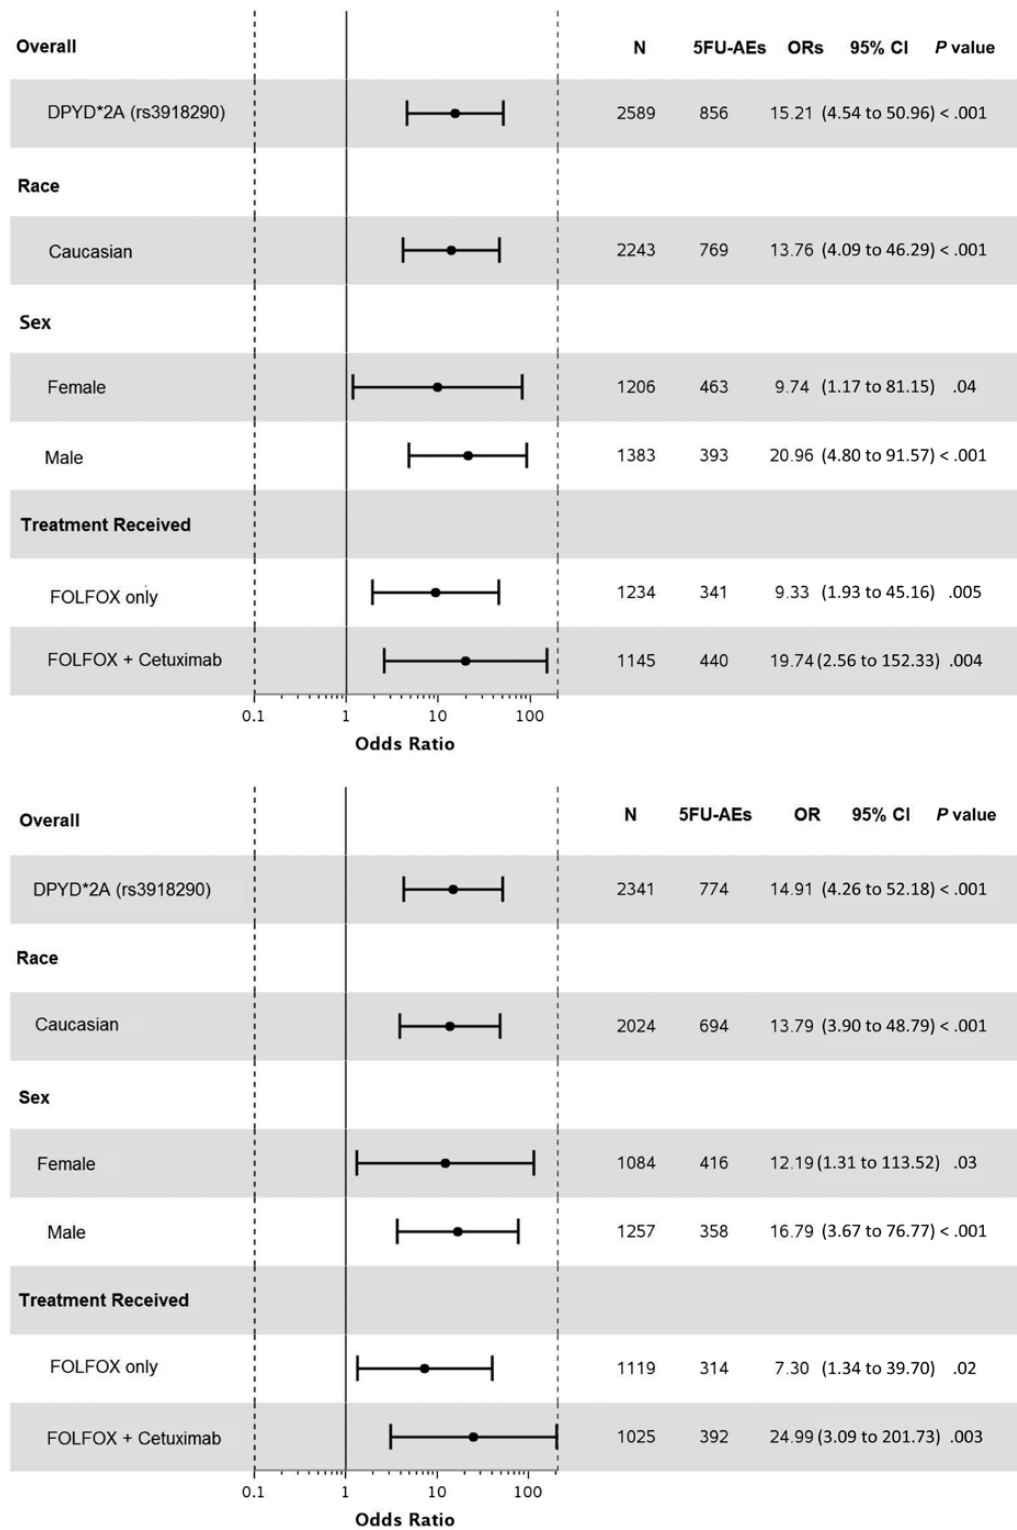 Overall N 5FU-AEs ORs 95% CI P value
DPYD*2A (rs3918290) 2589 856 15.21 (4.54 to 50.96) < .001
Race
Caucasian 2243 769 13.76 (4.09 to 46.29) < .001
Sex
Female 1206 463 9.74 (1.17 to 81.15) .04
Male 1383 393 20.96 (4.80 to 91.57) < .001
Treatment Received
FOLFOX only 1234 341 9.33 (1.93 to 45.16) .005
FOLFOX + Cetuximab 1145 440 19.74 (2.56 to 152.33) .004
0.1 1 10 100
Odds Ratio
Overall N 5FU-AEs OR 95% CI P value
DPYD*2A (rs3918290) 2341 774 14.91 (4.26 to 52.18) < .001
Race
Caucasian 2024 694 13.79 (3.90 to 48.79) < .001
Sex
Female 1084 416 12.19 (1.31 to 113.52) .03
Male 1257 358 16.79 (3.67 to 76.77) < .001
Treatment Received
FOLFOX only 1119 314 7.30 (1.34 to 39.70) .02
FOLFOX + Cetuximab 1025 392 24.99 (3.09 to 201.73) .003
0.1 1 10 100
Odds Ratio